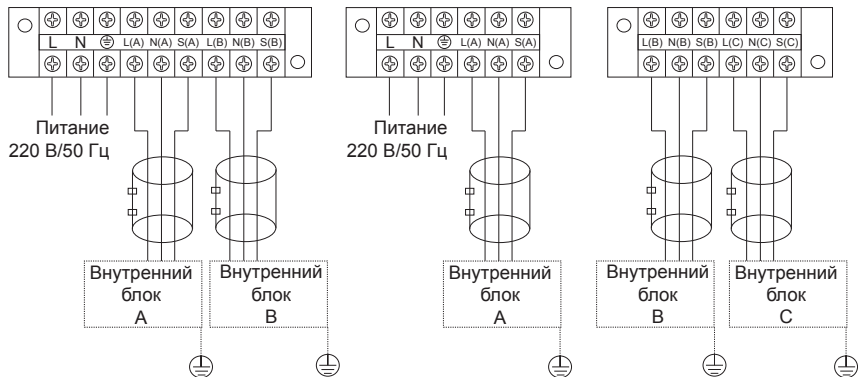 L N L(A) N(A) S(A) L(B) N(B) S(B)
Питание
220 В/50 Гц
Внутренний
блок
A
Внутренний
блок
B
L N L(A) N(A) S(A)
Питание
220 В/50 Гц
Внутренний
блок
A
L(B) N(B) S(B) L(C) N(C) S(C)
Внутренний
блок
B
Внутренний
блок
C